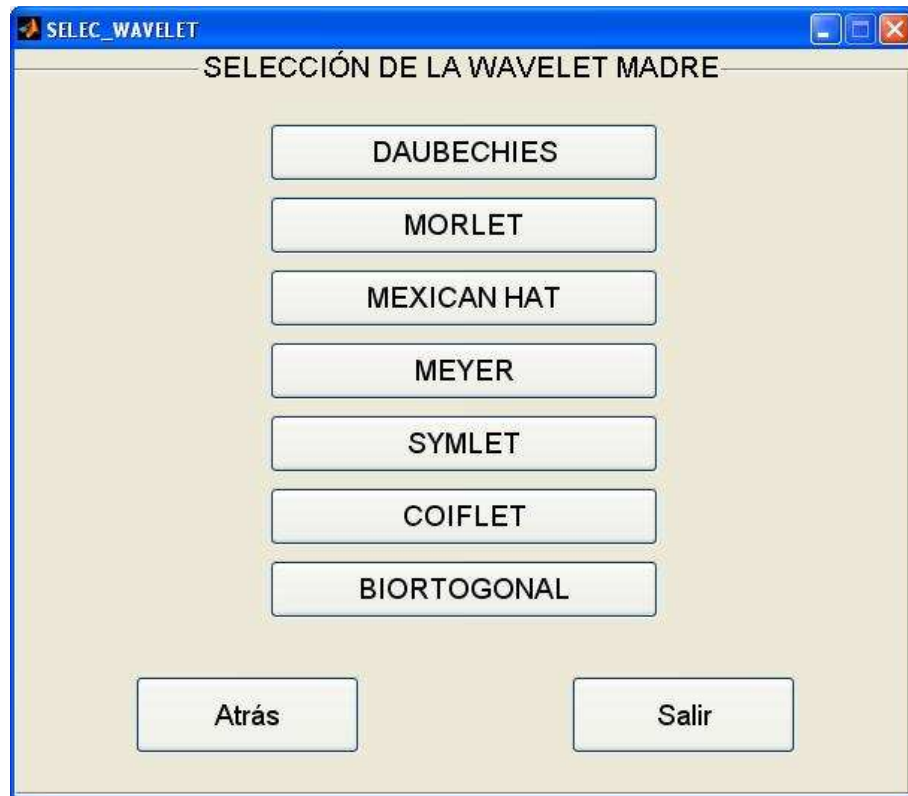 SELEC_WAVELET
SELECCIÓN DE LA WAVELET MADRE
DAUBECHIES
MORLET
MEXICAN HAT
MEYER
SYMLET
COIFLET
BIORTOGONAL
Atrás
Salir